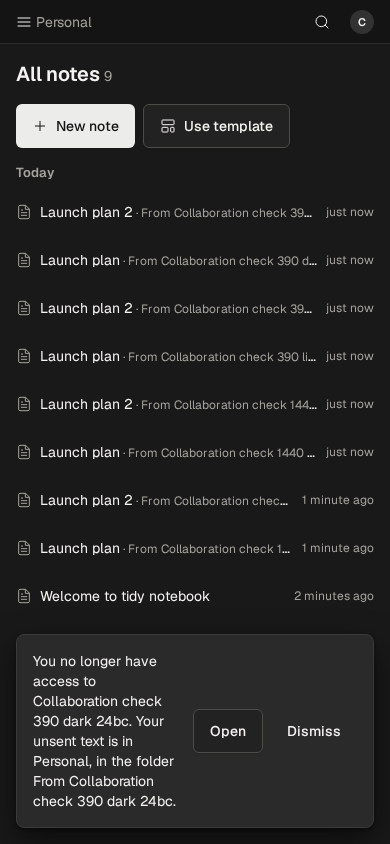 Personal
C
All notes 9
New note
Use template
Today
Launch plan 2 · From Collaboration check 39... just now
Launch plan · From Collaboration check 390 d... just now
Launch plan 2 · From Collaboration check 39... just now
Launch plan · From Collaboration check 390 li... just now
Launch plan 2 · From Collaboration check 144... just now
Launch plan · From Collaboration check 1440 ... just now
Launch plan 2 · From Collaboration chec... 1 minute ago
Launch plan · From Collaboration check 1... 1 minute ago
Welcome to tidy notebook 2 minutes ago
You no longer have
access to
Collaboration check
390 dark 24bc. Your
unsent text is in
Personal, in the folder
From Collaboration
check 390 dark 24bc.
Open
Dismiss